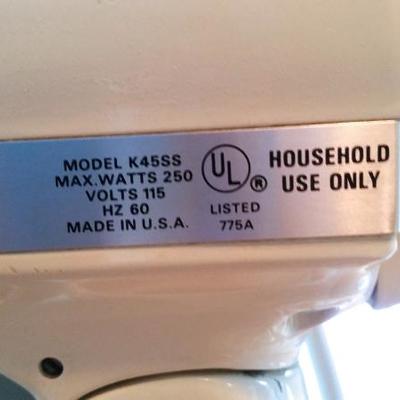 MODEL K45SS
MAX.WATTS 250
VOLTS 115
HZ 60
MADE IN U.S.A.
UL ®
LISTED
775A
HOUSEHOLD
USE ONLY